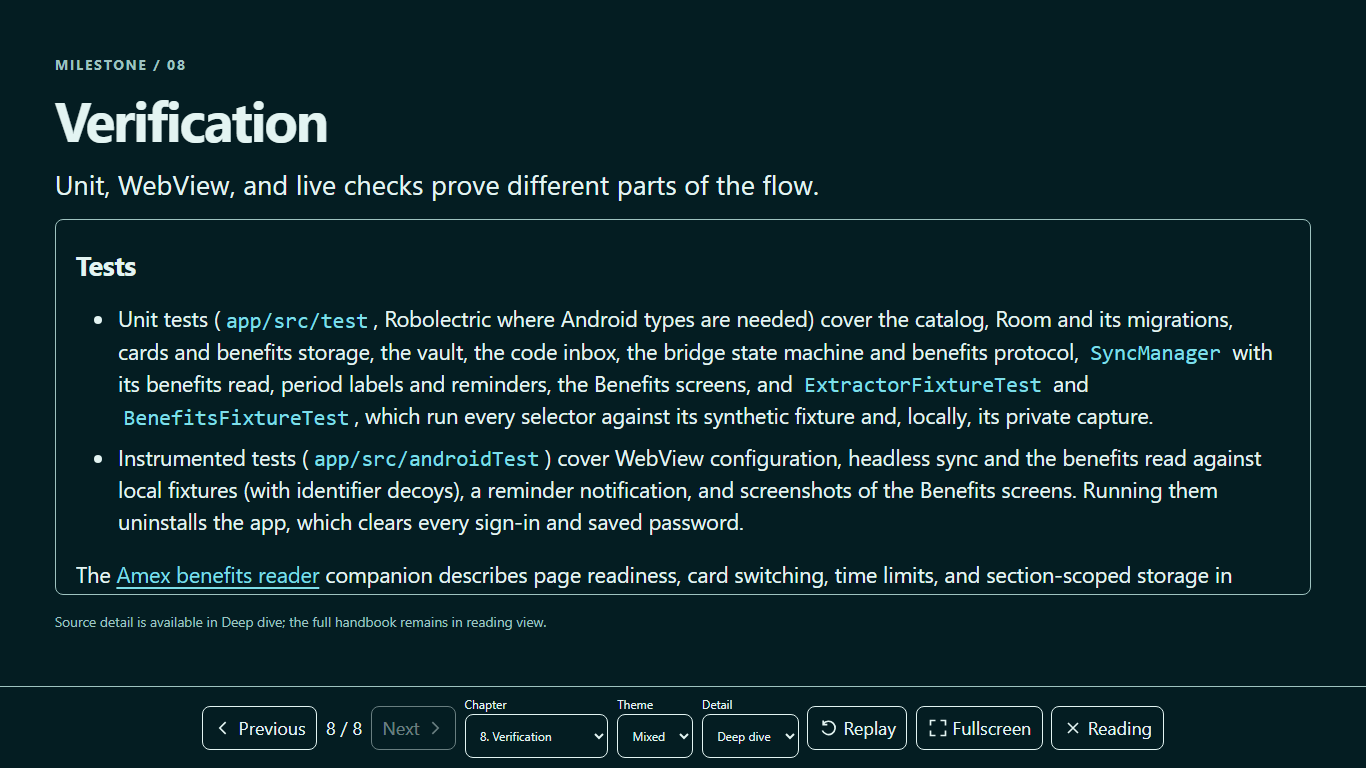 MILESTONE / 08
Verification
Unit, WebView, and live checks prove different parts of the flow.
Tests
• Unit tests ( app/src/test , Robolectric where Android types are needed) cover the catalog, Room and its migrations,
cards and benefits storage, the vault, the code inbox, the bridge state machine and benefits protocol, SyncManager with
its benefits read, period labels and reminders, the Benefits screens, and ExtractorFixtureTest and
BenefitsFixtureTest , which run every selector against its synthetic fixture and, locally, its private capture.
• Instrumented tests ( app/src/androidTest ) cover WebView configuration, headless sync and the benefits read against
local fixtures (with identifier decoys), a reminder notification, and screenshots of the Benefits screens. Running them
uninstalls the app, which clears every sign-in and saved password.
The Amex benefits reader companion describes page readiness, card switching, time limits, and section-scoped storage in
Source detail is available in Deep dive; the full handbook remains in reading view.
Chapter Theme Detail
Previous 8 / 8 Next 8. Verification Mixed Deep dive Replay Fullscreen Reading